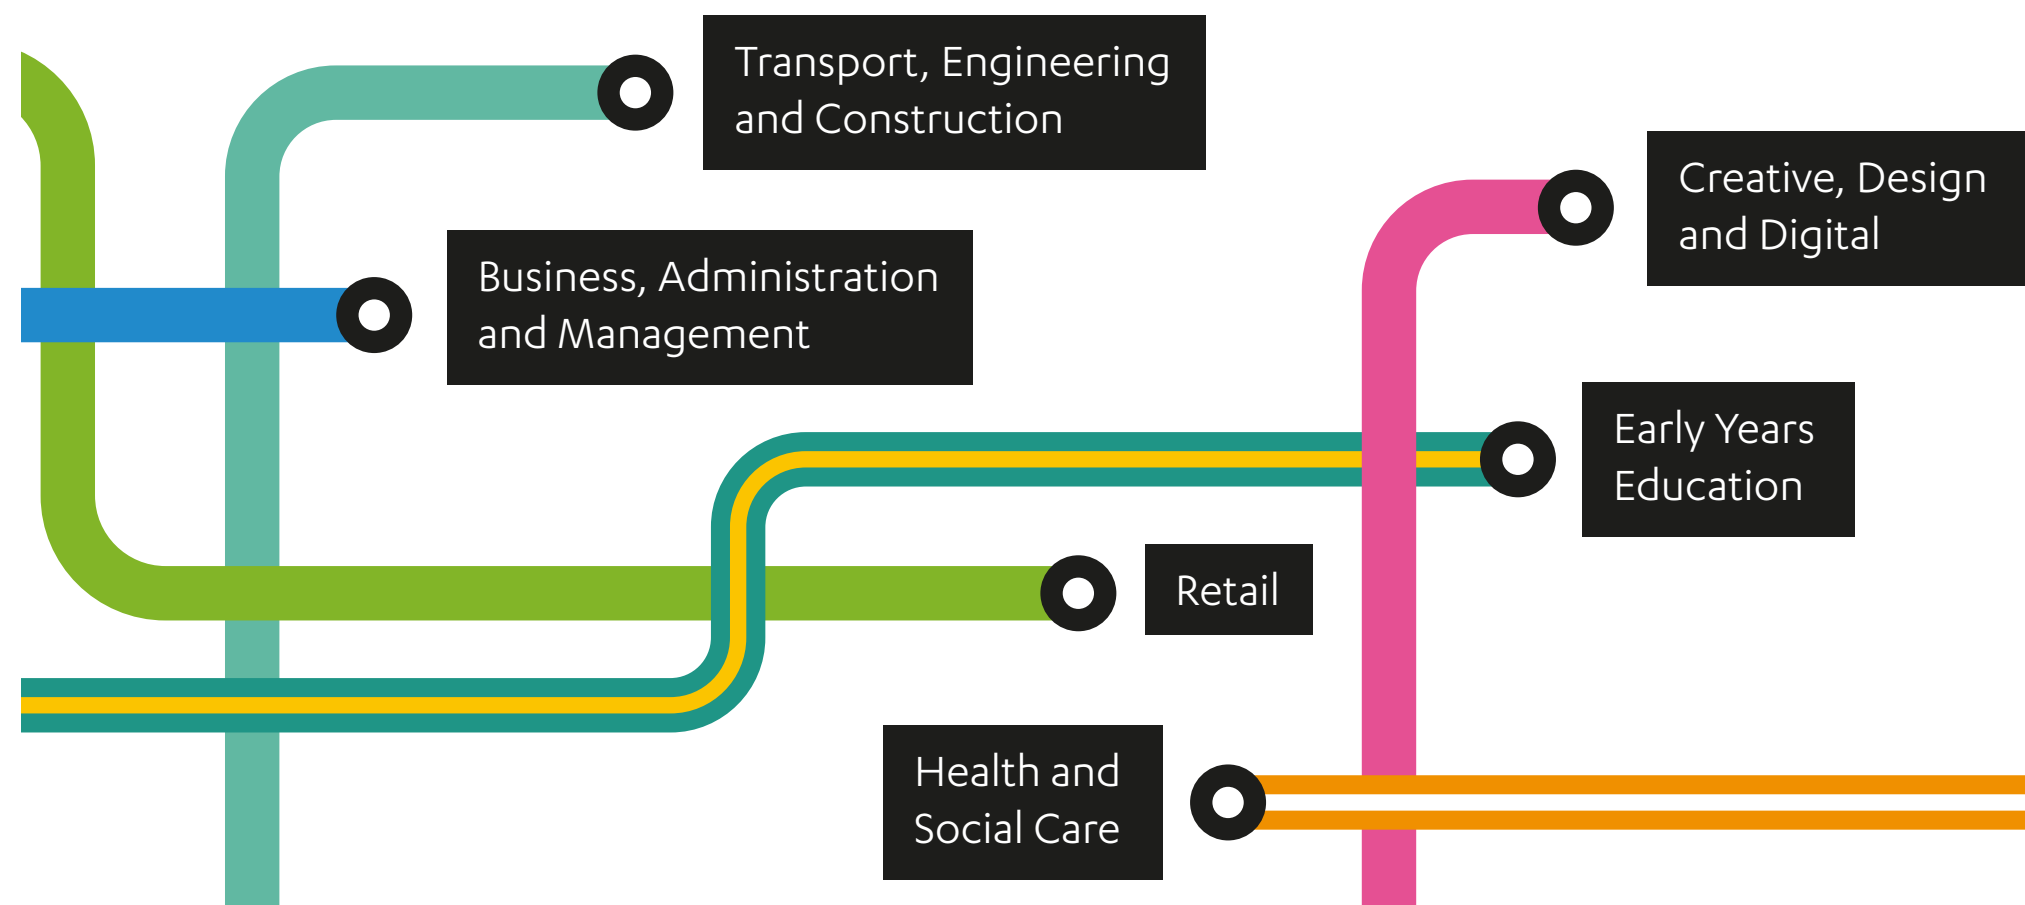 Transport, Engineering
and Construction
Creative, Design
and Digital
Business, Administration
and Management
Early Years
Education
Retail
Health and
Social Care